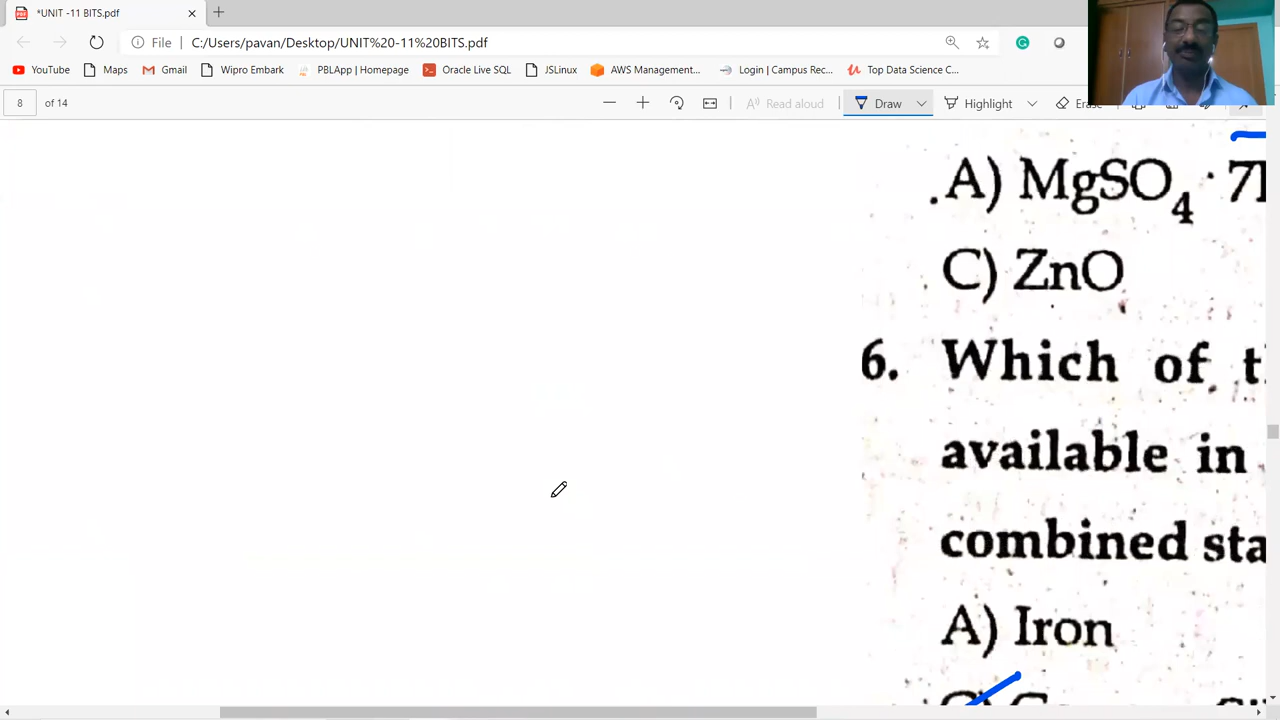 *UNIT -11 BITS.pdf
File C:/Users/pavan/Desktop/UNIT%20-11%20BITS.pdf
YouTube Maps Gmail Wipro Embark PBLApp | Homepage Oracle Live SQL JSLinux AWS Management... Login | Campus Rec... Top Data Science C...
8 of 14 Read aloud Draw Highlight
A) MgSO4 · 7
C) ZnO
6. Which of t
available in
combined sta
A) Iron